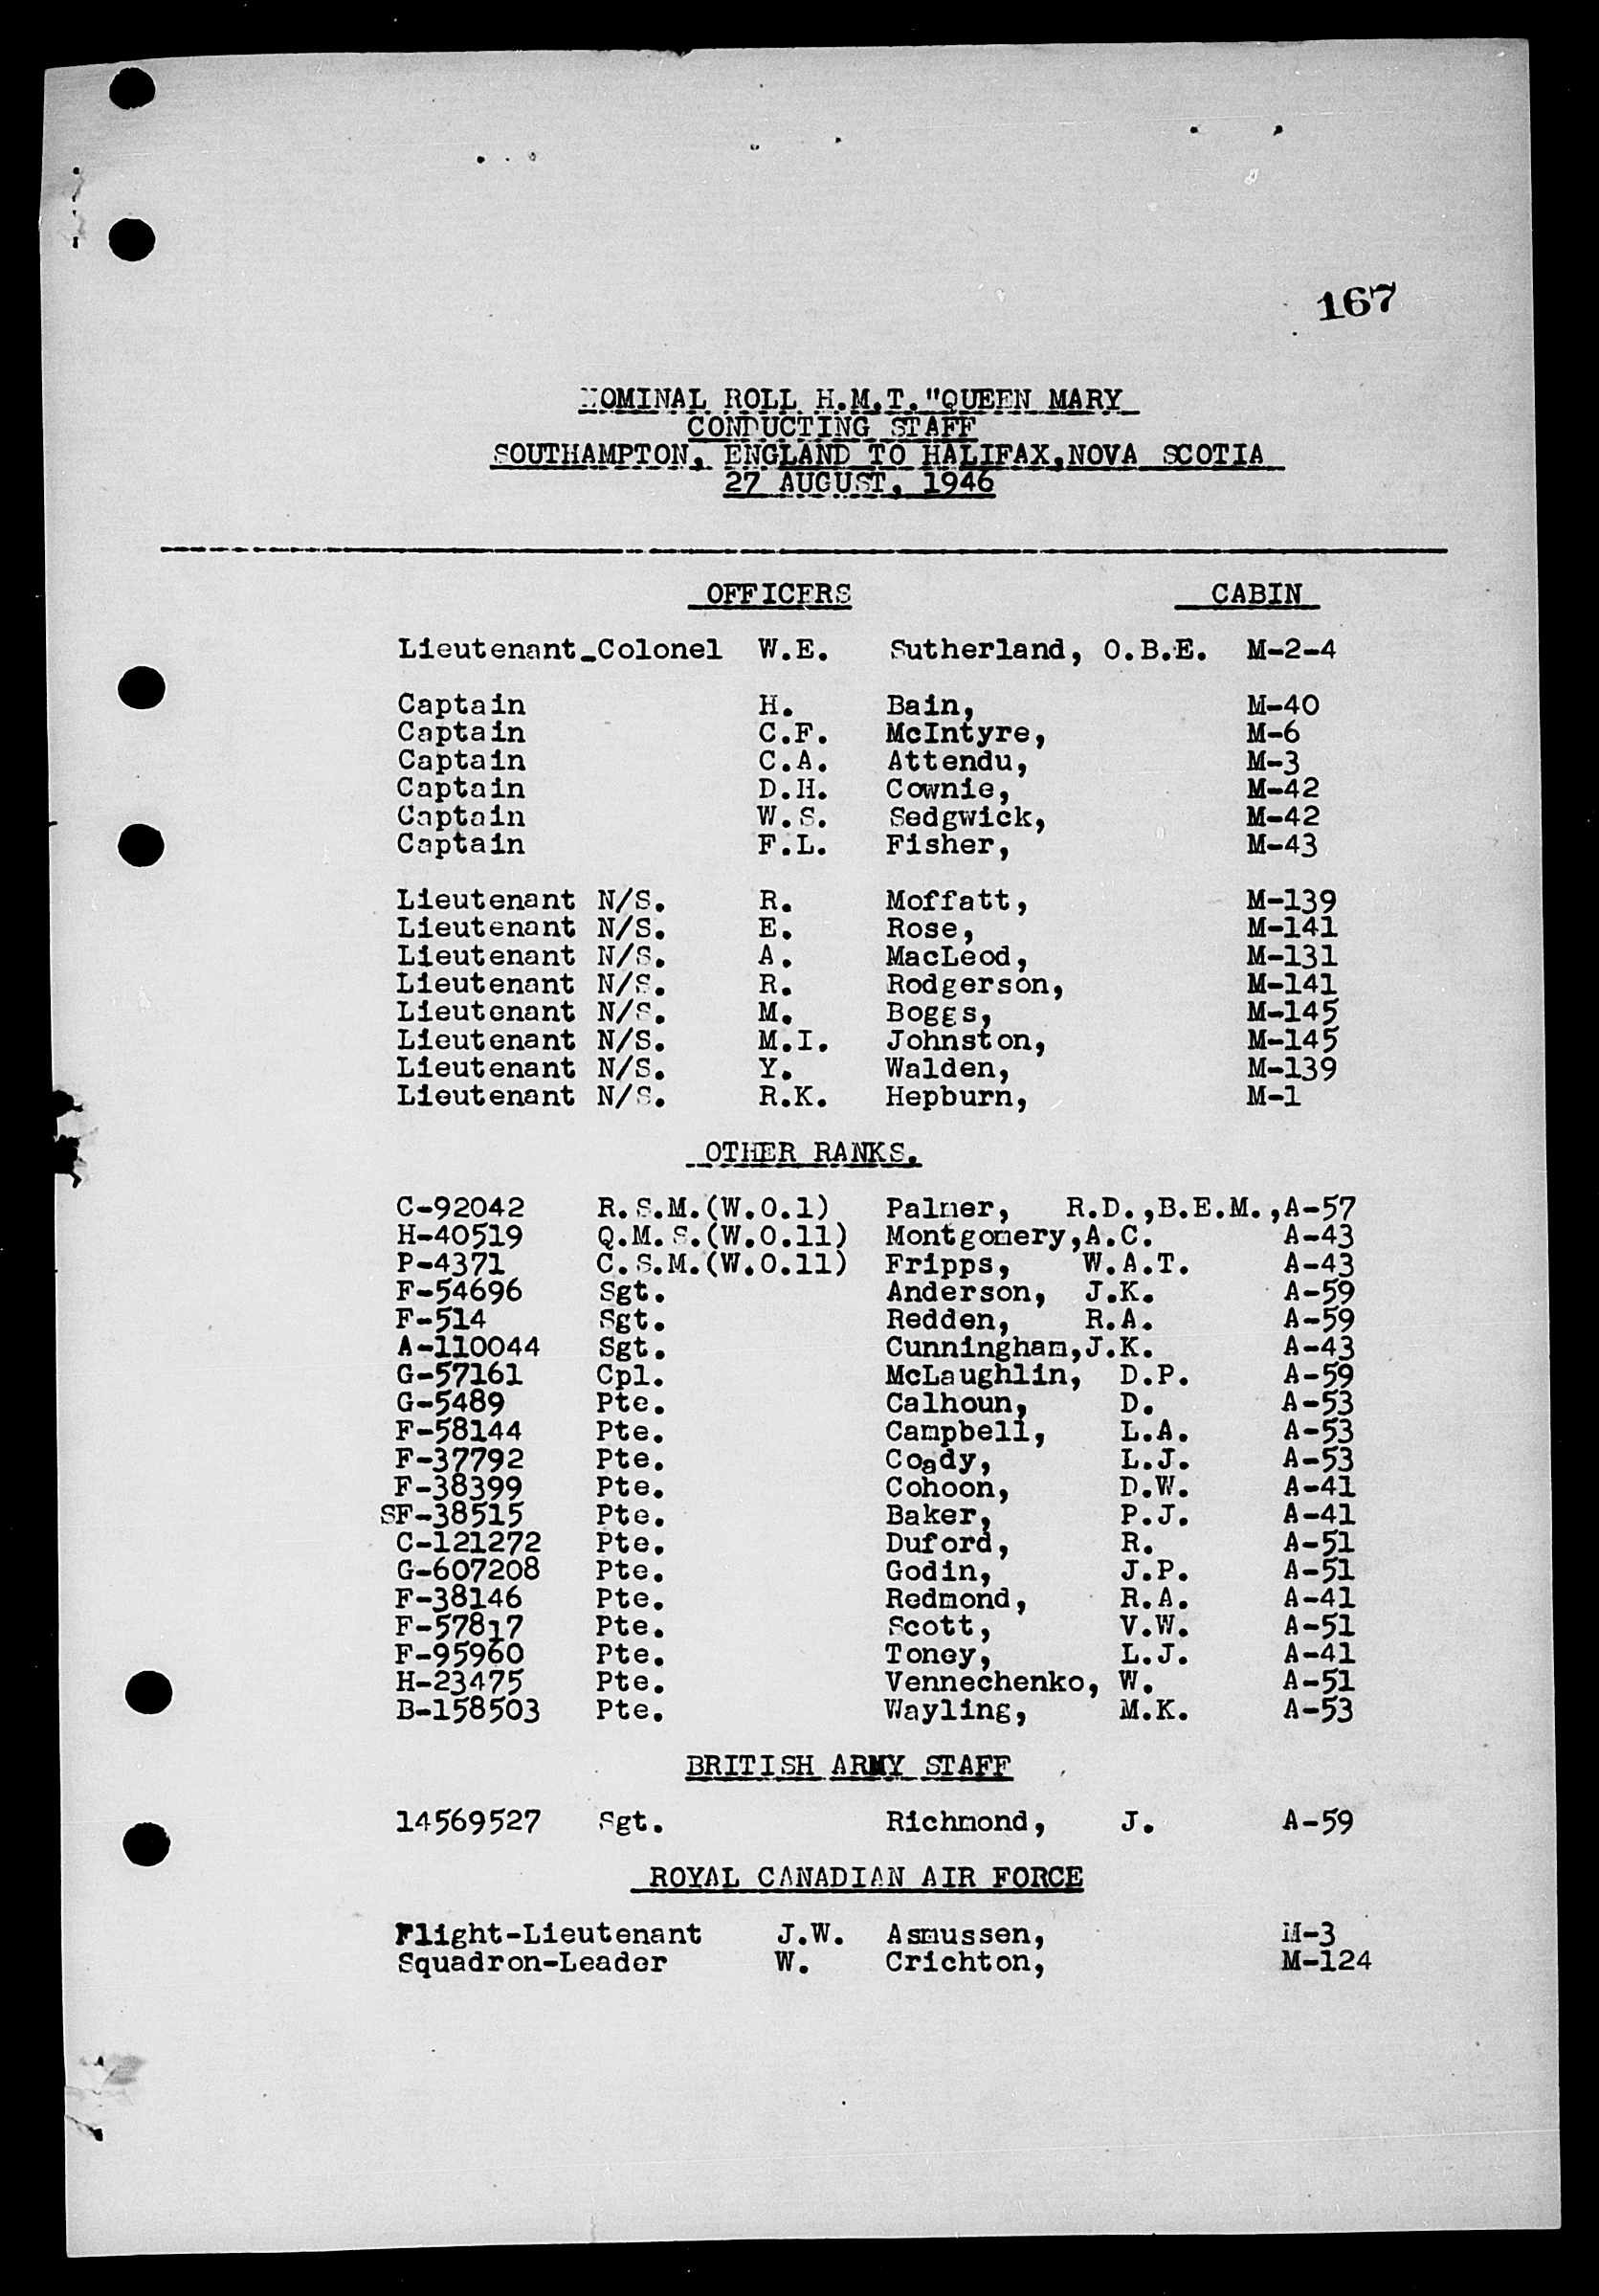 167
NOMINAL ROLL H.M.T."QUEEN MARY
CONDUCTING STAFF
SOUTHAMPTON, ENGLAND TO HALIFAX,NOVA SCOTIA
27 AUGUST, 1946
OFFICERS CABIN
Lieutenant-Colonel W.E. Sutherland, O.B.E. M-2-4
Captain H. Bain, M-40
Captain C.F. McIntyre, M-6
Captain C.A. Attendu, M-3
Captain D.H. Cownie, M-42
Captain W.S. Sedgwick, M-42
Captain F.L. Fisher, M-43
Lieutenant N/S. R. Moffatt, M-139
Lieutenant N/S. E. Rose, M-141
Lieutenant N/S. A. MacLeod, M-131
Lieutenant N/S. R. Rodgerson, M-141
Lieutenant N/S. M. Boggs, M-145
Lieutenant N/S. M.I. Johnston, M-145
Lieutenant N/S. Y. Walden, M-139
Lieutenant N/S. R.K. Hepburn, M-1
OTHER RANKS.
C-92042 R.S.M.(W.O.1) Palmer, R.D.,B.E.M.,A-57
H-40519 Q.M.S.(W.O.11) Montgomery,A.C. A-43
P-4371 C.S.M.(W.O.11) Fripps, W.A.T. A-43
F-54696 Sgt. Anderson, J.K. A-59
F-514 Sgt. Redden, R.A. A-59
A-110044 Sgt. Cunningham,J.K. A-43
G-57161 Cpl. McLaughlin, D.P. A-59
G-5489 Pte. Calhoun, D. A-53
F-58144 Pte. Campbell, L.A. A-53
F-37792 Pte. Coady, L.J. A-53
F-38399 Pte. Cohoon, D.W. A-41
SF-38515 Pte. Baker, P.J. A-41
C-121272 Pte. Duford, R. A-51
G-607208 Pte. Godin, J.P. A-51
F-38146 Pte. Redmond, R.A. A-41
F-57817 Pte. Scott, V.W. A-51
F-95960 Pte. Toney, L.J. A-41
H-23475 Pte. Vennechenko, W. A-51
B-158503 Pte. Wayling, M.K. A-53
BRITISH ARMY STAFF
14569527 Sgt. Richmond, J. A-59
ROYAL CANADIAN AIR FORCE
Flight-Lieutenant J.W. Asmussen, M-3
Squadron-Leader W. Crichton, M-124